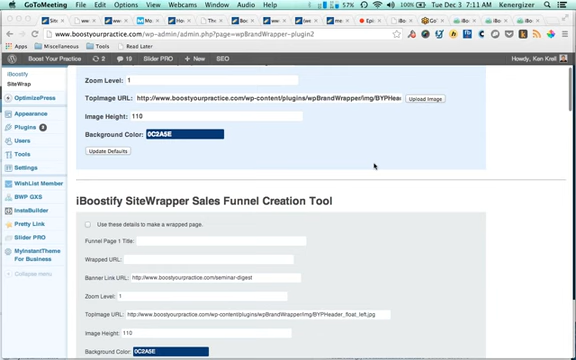 GoToMeeting Options View Webcams Window Help 57% Tue Dec 3 7:11 AM Kenergizer
www.boostyourpractice.com/wp-admin/admin.php?page=wpBrandWrapper-plugin2
Apps Miscellaneous Tools Read Later
Boost Your Practice 2 19 Slider PRO + New SEO Howdy, Ken Krell
iBoostify
SiteWrap
OptimizePress
Appearance
Plugins
Users
Tools
Settings
WishList Member
BWP GXS
InstaBuilder
Pretty Link
Slider PRO
MyInstantTheme
For Business
Collapse menu
Zoom Level: 1
TopImage URL: http://www.boostyourpractice.com/wp-content/plugins/wpBrandWrapper/img/BYPHea Upload Image
Image Height: 110
Background Color: 0C2A5E
Update Defaults
iBoostify SiteWrapper Sales Funnel Creation Tool
Use these details to make a wrapped page.
Funnel Page 1 Title:
Wrapped URL:
Banner Link URL: http://www.boostyourpractice.com/seminar-digest
Zoom Level: 1
TopImage URL: http://www.boostyourpractice.com/wp-content/plugins/wpBrandWrapper/img/BYPHeader_float_left.jpg
Image Height: 110
Background Color: 0C2A5E